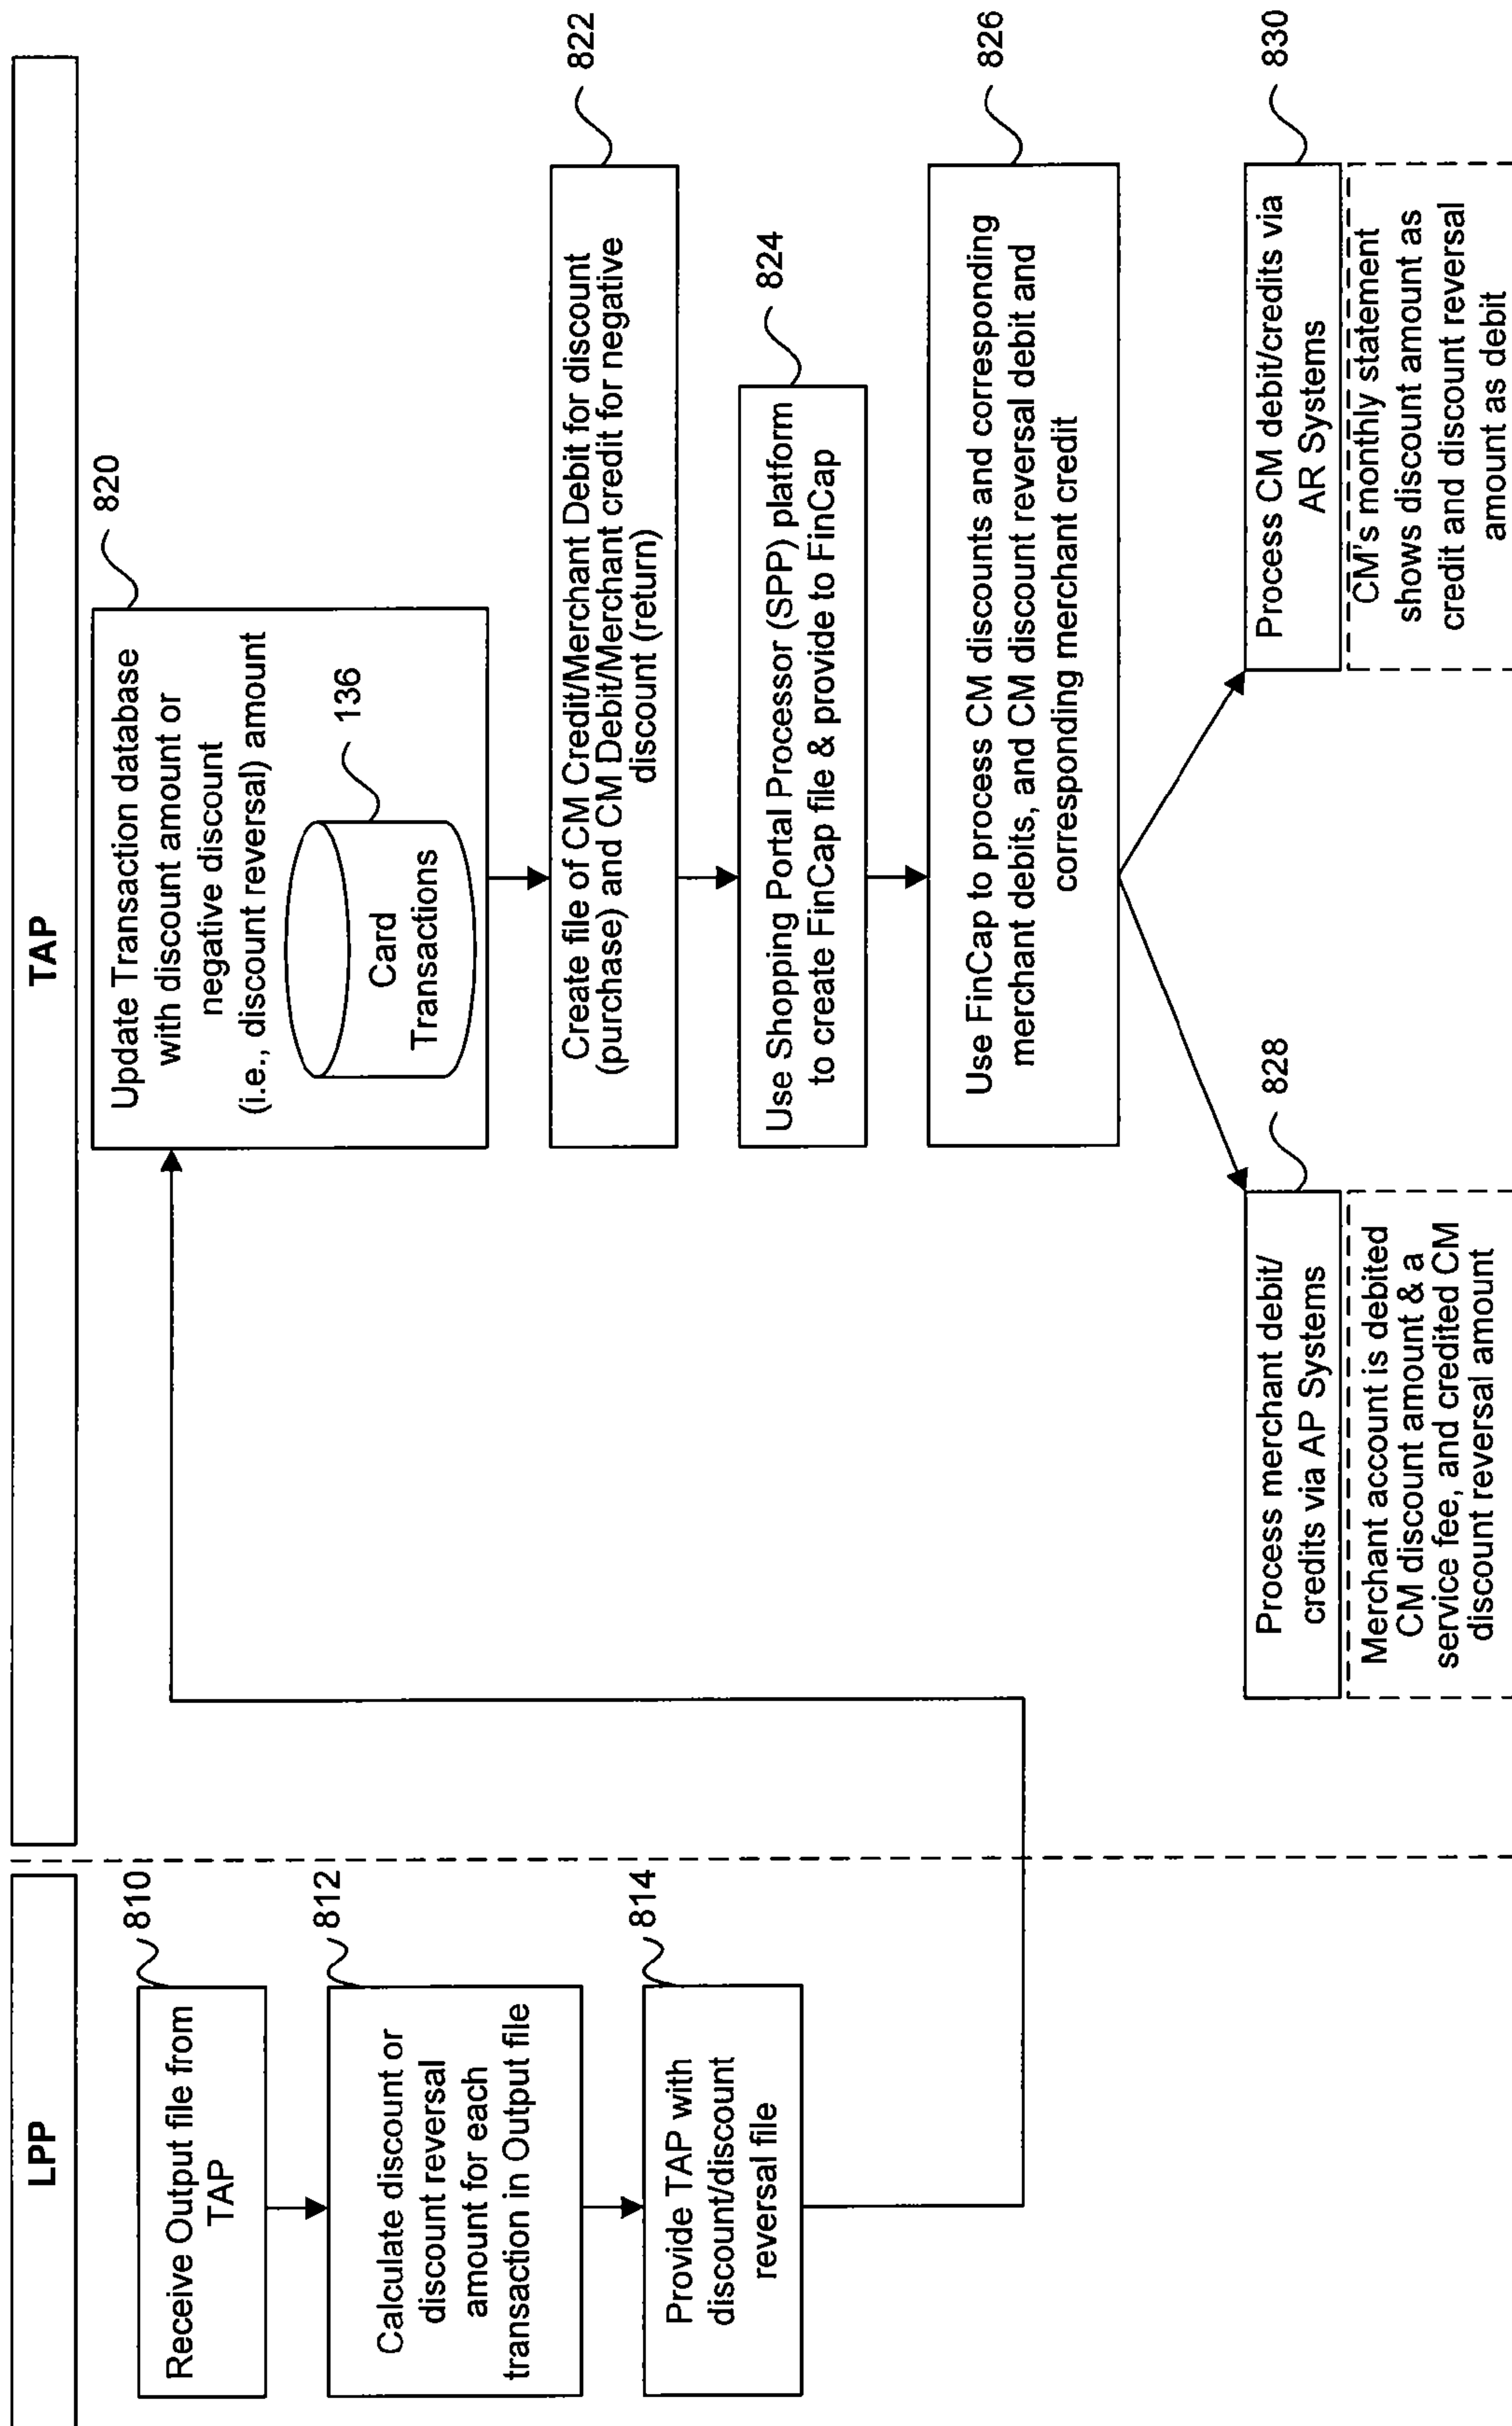 LPP
810
Receive Output file from
TAP
812
Calculate discount or
discount reversal
amount for each
transaction in Output file
814
Provide TAP with
discount/discount
reversal file
TAP
820
Update Transaction database
with discount amount or
negative discount
(i.e., discount reversal) amount
136
Card
Transactions
822
Create file of CM Credit/Merchant Debit for discount
(purchase) and CM Debit/Merchant credit for negative
discount (return)
824
Use Shopping Portal Processor (SPP) platform
to create FinCap file & provide to FinCap
826
Use FinCap to process CM discounts and corresponding
merchant debits, and CM discount reversal debit and
corresponding merchant credit
828
Process merchant debit/
credits via AP Systems
Merchant account is debited
CM discount amount & a
service fee, and credited CM
discount reversal amount
830
Process CM debit/credits via
AR Systems
CM's monthly statement
shows discount amount as
credit and discount reversal
amount as debit